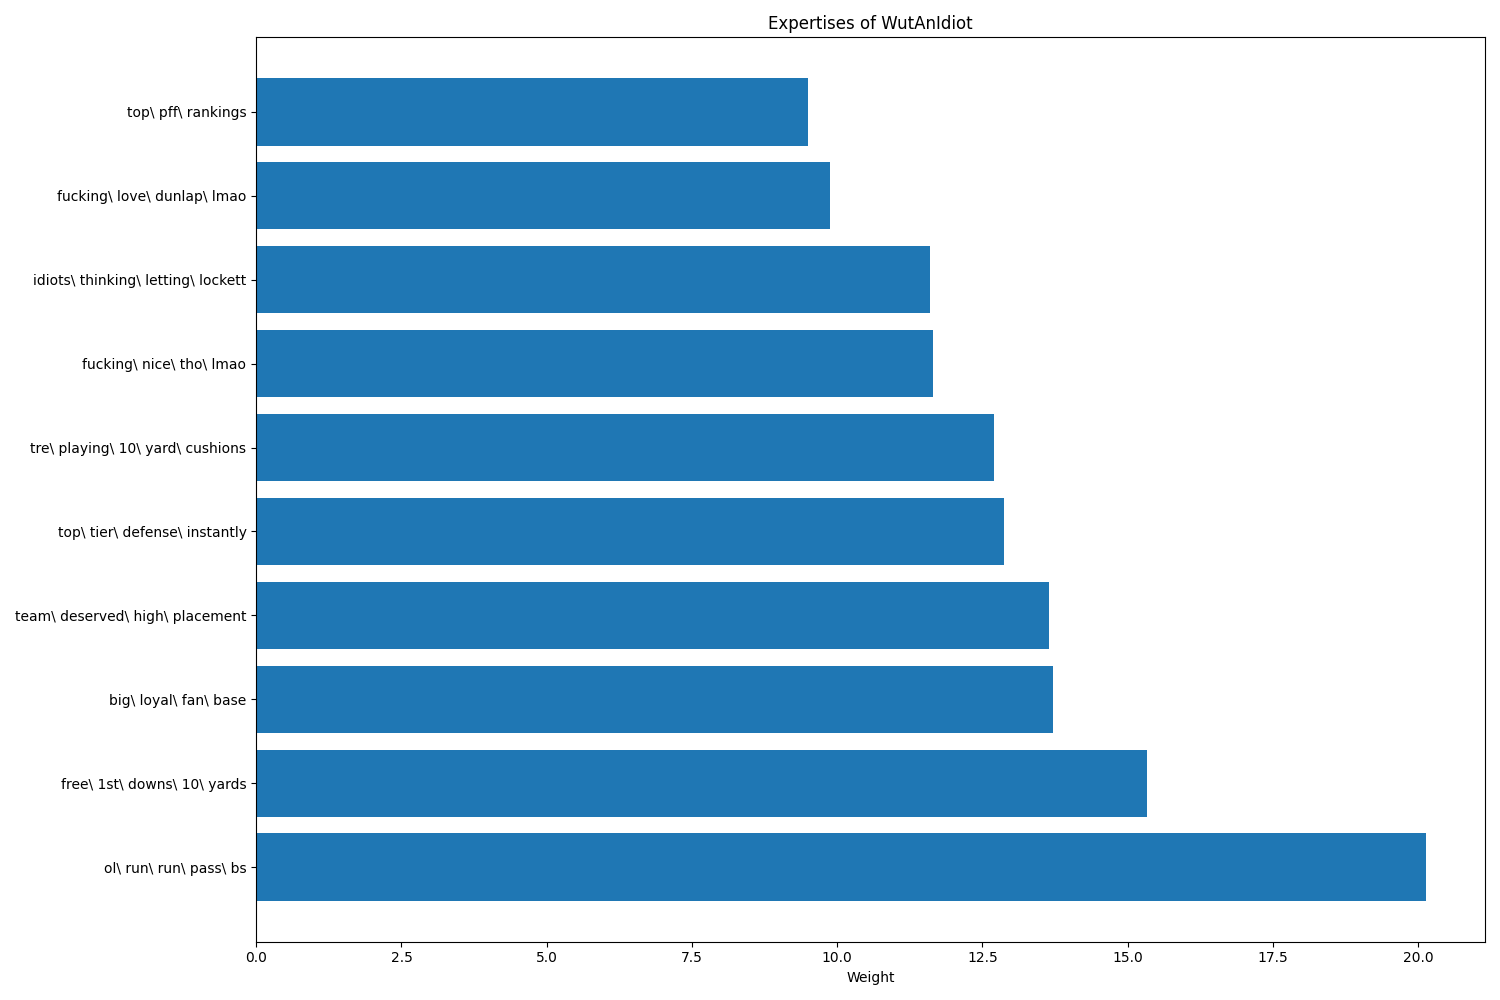 Expertises of WutAnIdiot
top\ pff\ rankings
fucking\ love\ dunlap\ lmao
idiots\ thinking\ letting\ lockett
fucking\ nice\ tho\ lmao
tre\ playing\ 10\ yard\ cushions
top\ tier\ defense\ instantly
team\ deserved\ high\ placement
big\ loyal\ fan\ base
free\ 1st\ downs\ 10\ yards
ol\ run\ run\ pass\ bs
0.0 2.5 5.0 7.5 10.0 12.5 15.0 17.5 20.0
Weight